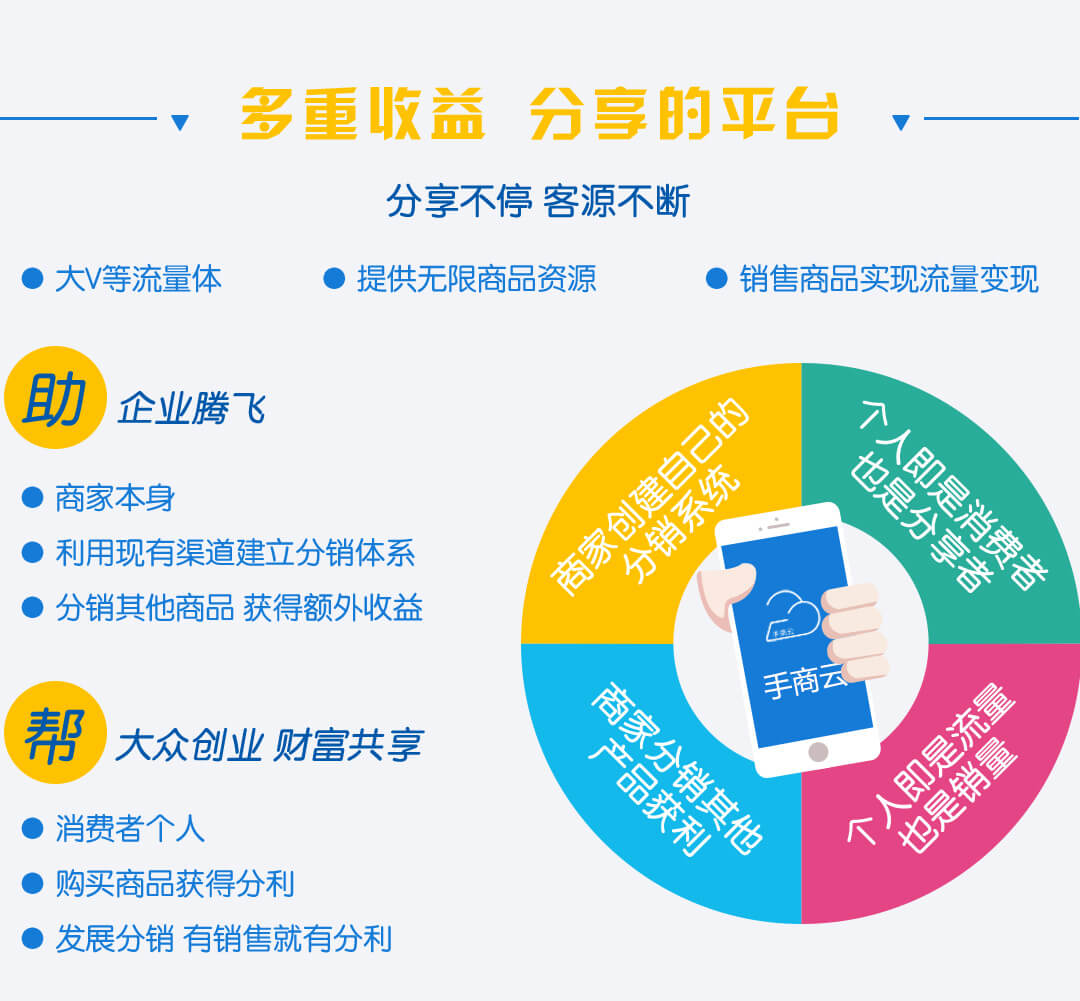 多重收益 分享的平台
分享不停 客源不断
大V等流量体
提供无限商品资源
销售商品实现流量变现
助
企业腾飞
商家本身
利用现有渠道建立分销体系
分销其他商品 获得额外收益
帮
大众创业 财富共享
消费者个人
购买商品获得分利
发展分销 有销售就有分利
商家创建自己的
分销系统
个人即是消费者
也是分享者
手商云
手商云
商家分销其他
产品获利
个人即是流量
也是销量